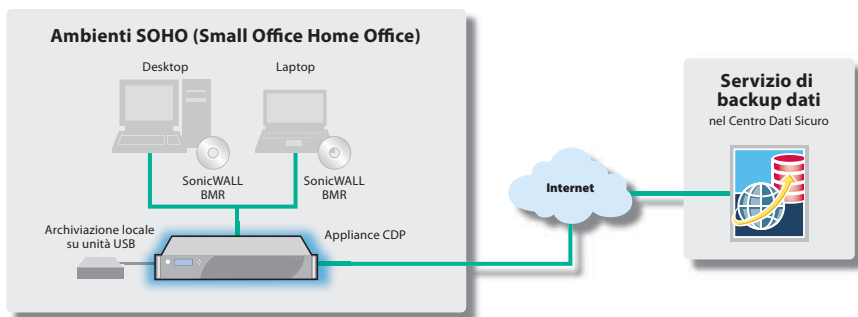 Ambienti SOHO (Small Office Home Office)
Desktop
Laptop
SonicWALL
BMR
SonicWALL
BMR
Archiviazione locale
su unità USB
Appliance CDP
Internet
Servizio di
backup dati
nel Centro Dati Sicuro